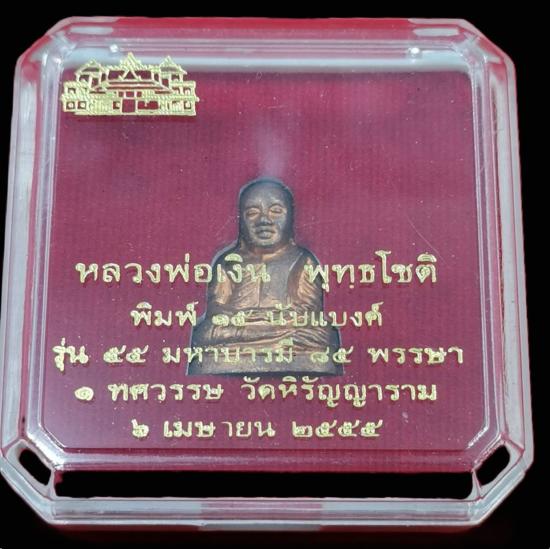 หลวงพ่อเงิน พุทธโชติ
พิมพ์ ๑๕ นับแบงค์
รุ่น ๕๕ มหาบารมี ๘๕ พรรษา
๑ ทศวรรษ วัดหิรัญญาราม
๖ เมษายน ๒๕๕๕